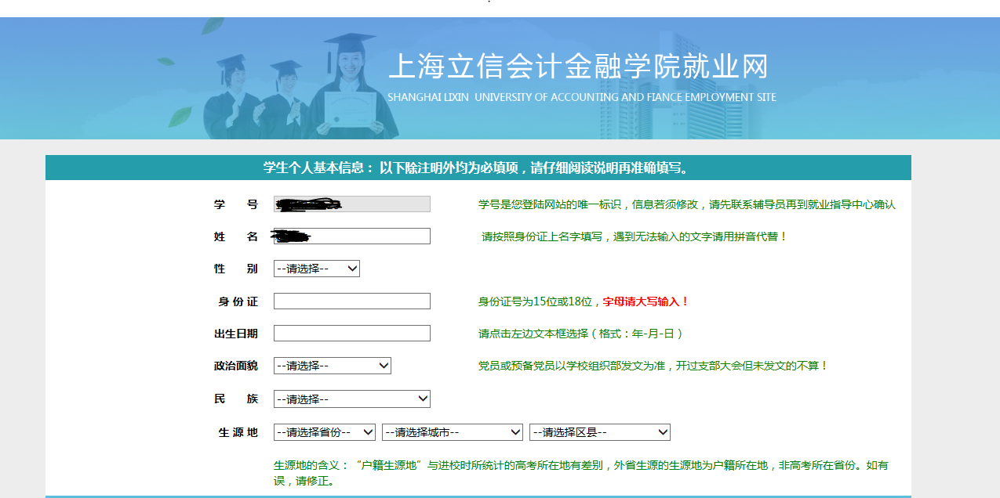 上海立信会计金融学院就业网
SHANGHAI LIXIN UNIVERSITY OF ACCOUNTING AND FIANCE EMPLOYMENT SITE
学生个人基本信息：以下除注明外均为必填项，请仔细阅读说明再准确填写。
学 号 学号是您登陆网站的唯一标识，信息若须修改，请先联系辅导员再到就业指导中心确认
姓 名 请按照身份证上名字填写，遇到无法输入的文字请用拼音代替！
性 别 --请选择--
身 份 证 身份证号为15位或18位，字母请大写输入！
出生日期 请点击左边文本框选择（格式：年-月-日）
政治面貌 --请选择-- 党员或预备党员以学校组织部发文为准，开过支部大会但未发文的不算！
民 族 --请选择--
生 源 地 --请选择省份-- --请选择城市-- --请选择区县--
生源地的含义：“户籍生源地”与进校时所统计的高考所在地有差别，外省生源的生源地为户籍所在地，非高考所在省份。如有
误，请修正。